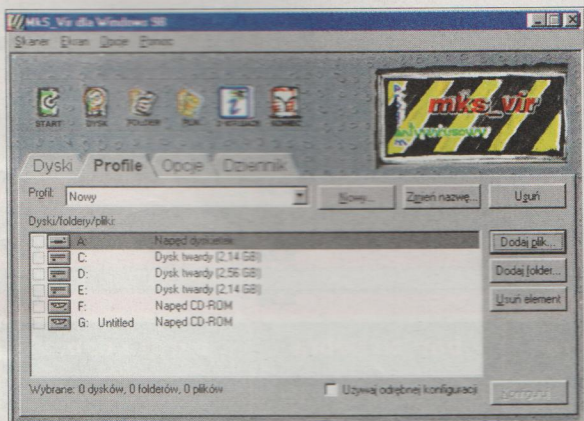 MkS_Vir dla Windows 98
Skaner Ekran Opcje Pomoc
START DYSK FOLDER PLIK INFORMACJE KONIEC
mks_vir
antywirusowy
Dyski Profile Opcje Dziennik
Profil: Nowy Nowy... Zmień nazwę... Usuń
Dyski/foldery/pliki:
A: Napęd dyskietek
C: Dysk twardy (2,14 GB)
D: Dysk twardy (2,56 GB)
E: Dysk twardy (2,14 GB)
F: Napęd CD-ROM
G: Untitled Napęd CD-ROM
Dodaj plik...
Dodaj folder...
Usuń element
Wybrane: 0 dysków, 0 folderów, 0 plików
Używaj odrębnej konfiguracji